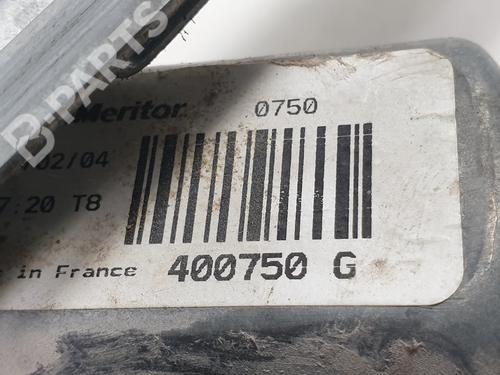 B-PARTS
Meritor 0750
/02/04
7:20 T8
in France 400750 G